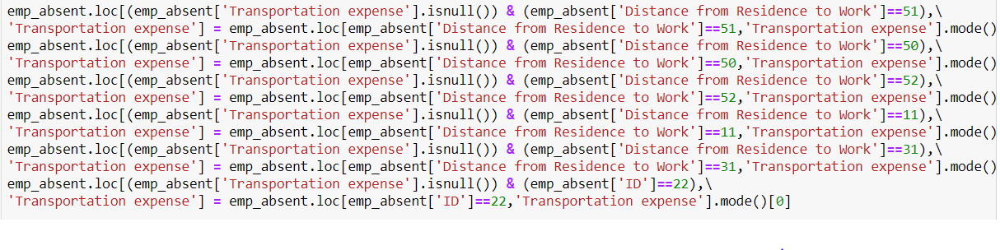 emp_absent.loc[(emp_absent['Transportation expense'].isnull()) & (emp_absent['Distance from Residence to Work']==51),\
'Transportation expense'] = emp_absent.loc[emp_absent['Distance from Residence to Work']==51,'Transportation expense'].mode()
emp_absent.loc[(emp_absent['Transportation expense'].isnull()) & (emp_absent['Distance from Residence to Work']==50),\
'Transportation expense'] = emp_absent.loc[emp_absent['Distance from Residence to Work']==50,'Transportation expense'].mode()
emp_absent.loc[(emp_absent['Transportation expense'].isnull()) & (emp_absent['Distance from Residence to Work']==52),\
'Transportation expense'] = emp_absent.loc[emp_absent['Distance from Residence to Work']==52,'Transportation expense'].mode()
emp_absent.loc[(emp_absent['Transportation expense'].isnull()) & (emp_absent['Distance from Residence to Work']==11),\
'Transportation expense'] = emp_absent.loc[emp_absent['Distance from Residence to Work']==11,'Transportation expense'].mode()
emp_absent.loc[(emp_absent['Transportation expense'].isnull()) & (emp_absent['Distance from Residence to Work']==31),\
'Transportation expense'] = emp_absent.loc[emp_absent['Distance from Residence to Work']==31,'Transportation expense'].mode()
emp_absent.loc[(emp_absent['Transportation expense'].isnull()) & (emp_absent['ID']==22),\
'Transportation expense'] = emp_absent.loc[emp_absent['ID']==22,'Transportation expense'].mode()[0]